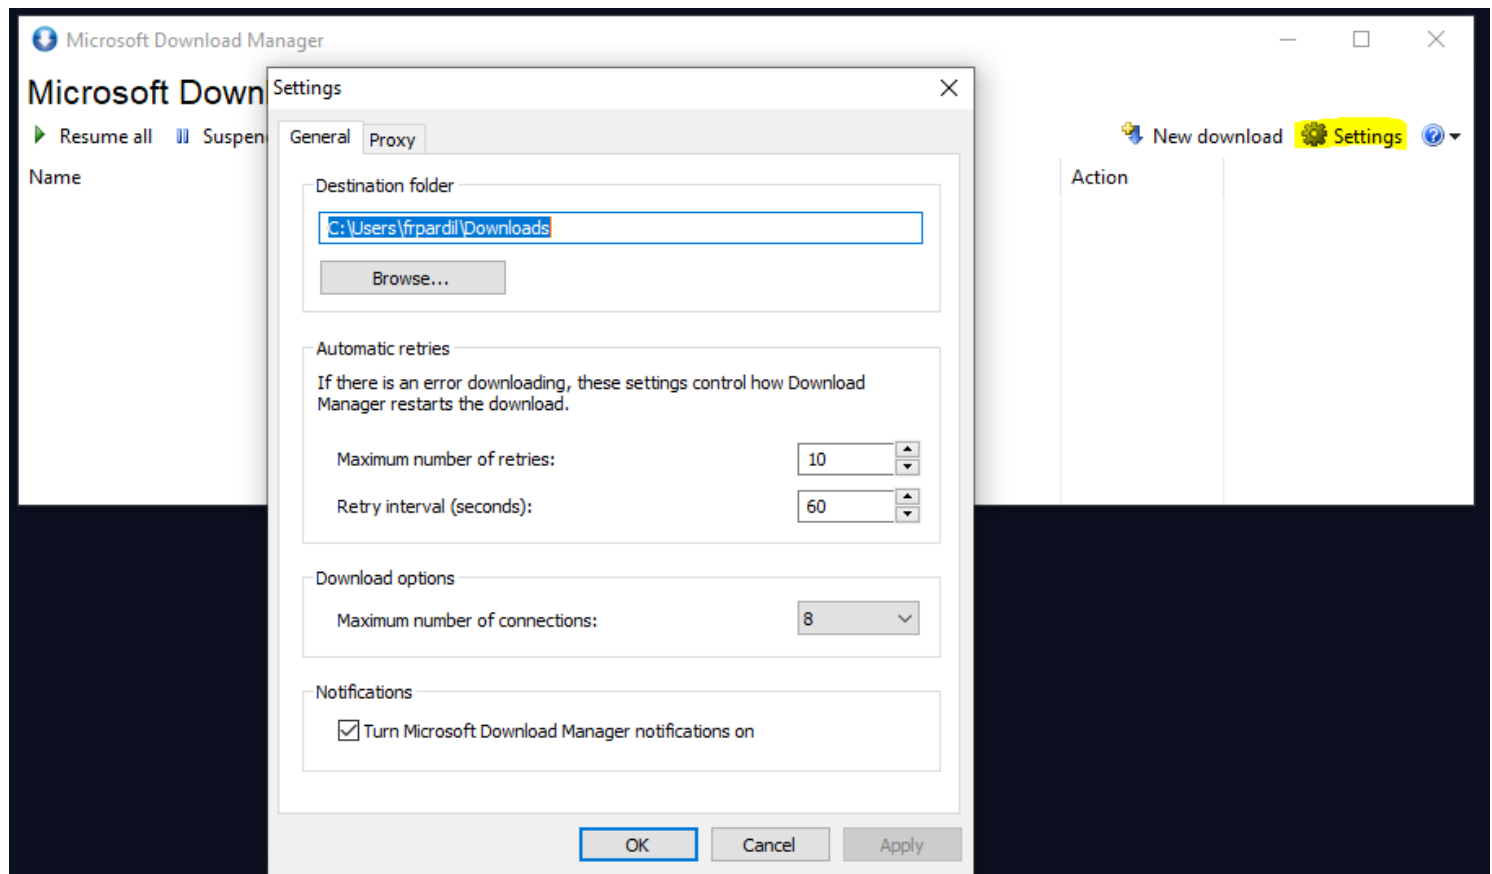 Microsoft Download Manager
Microsoft Down
Resume all
Suspen
New download
Settings
Name
Action
Settings
General
Proxy
Destination folder
C:\Users\frpardil\Downloads
Browse...
Automatic retries
If there is an error downloading, these settings control how Download
Manager restarts the download.
Maximum number of retries:
10
Retry interval (seconds):
60
Download options
Maximum number of connections:
8
Notifications
Turn Microsoft Download Manager notifications on
OK
Cancel
Apply